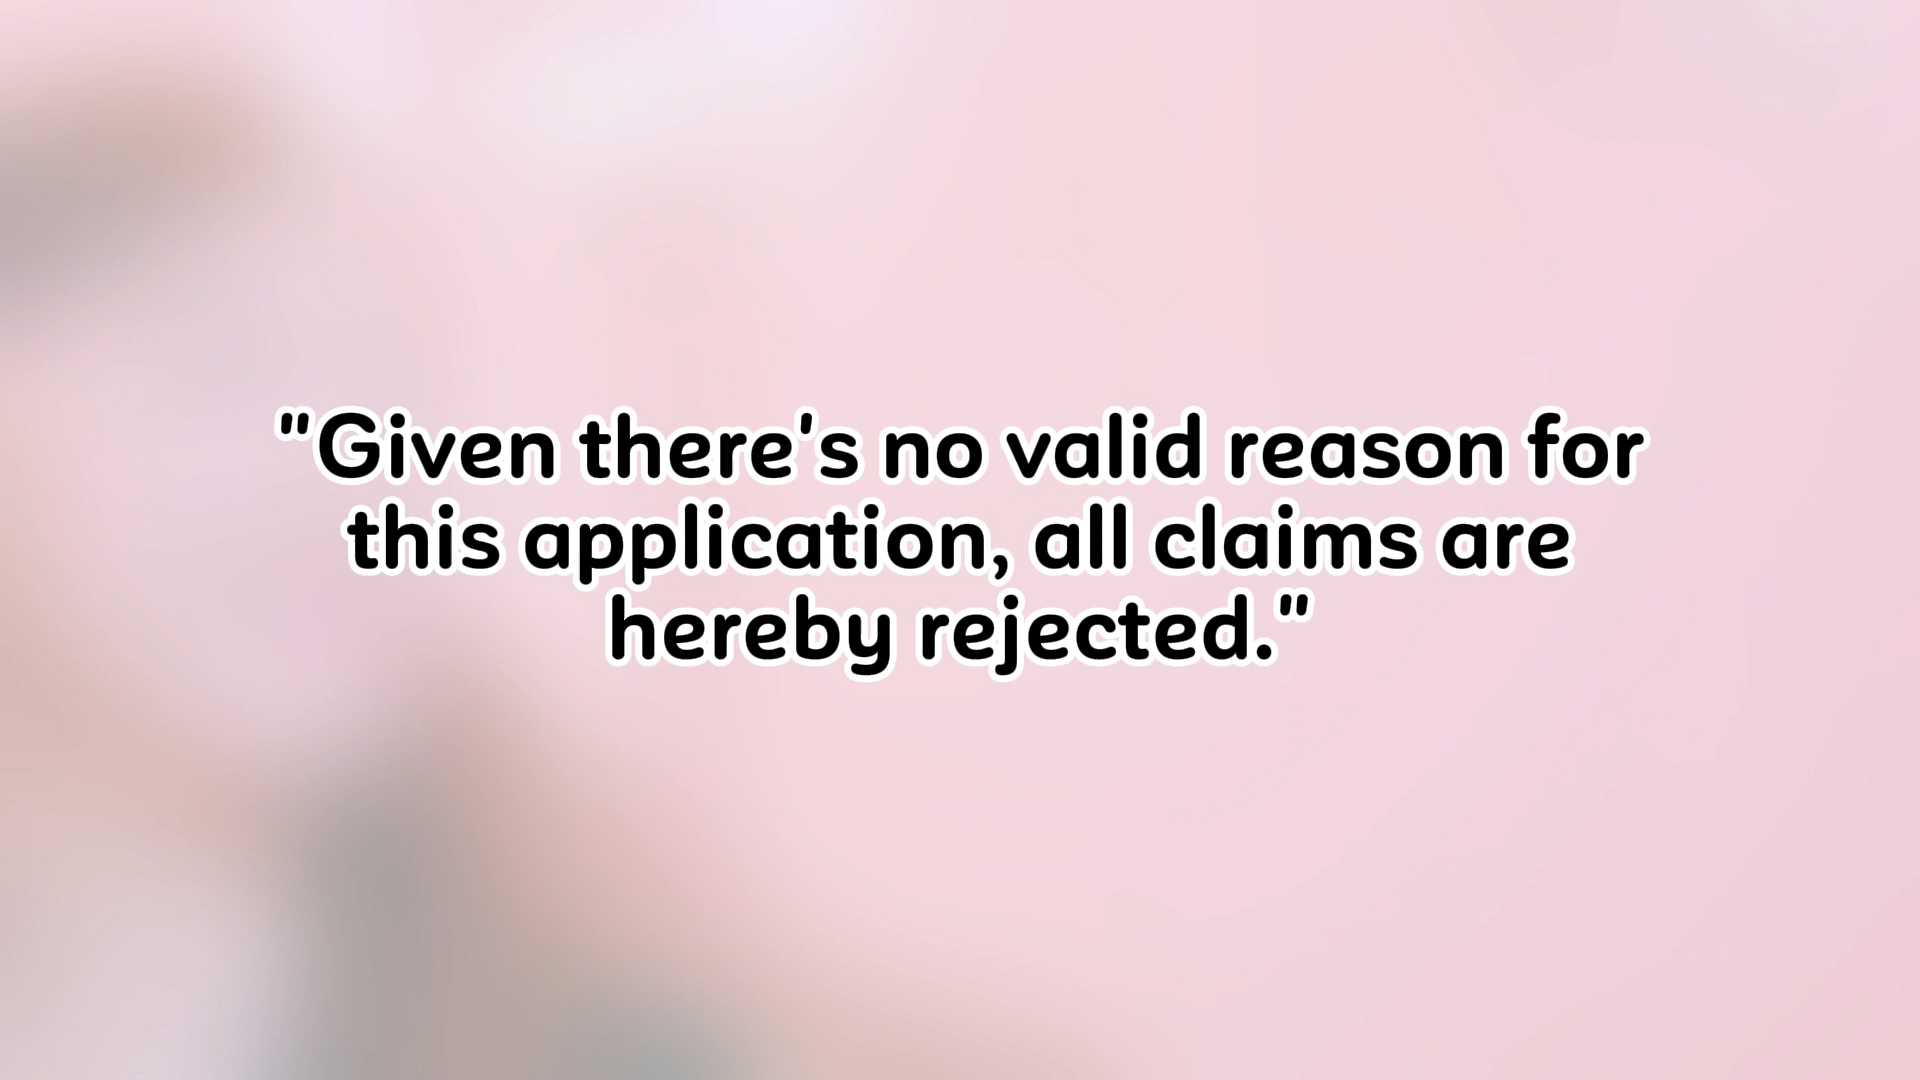 "Given there's no valid reason for
this application, all claims are
hereby rejected."